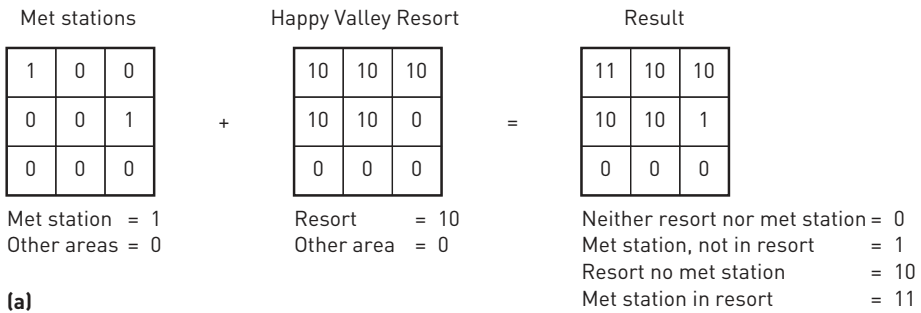 Met stations Happy Valley Resort Result
1 0 0 10 10 10 11 10 10
0 0 1 + 10 10 0 = 10 10 1
0 0 0 0 0 0 0 0 0
Met station = 1 Resort = 10 Neither resort nor met station = 0
Other areas = 0 Other area = 0 Met station, not in resort = 1
Resort no met station = 10
(a) Met station in resort = 11